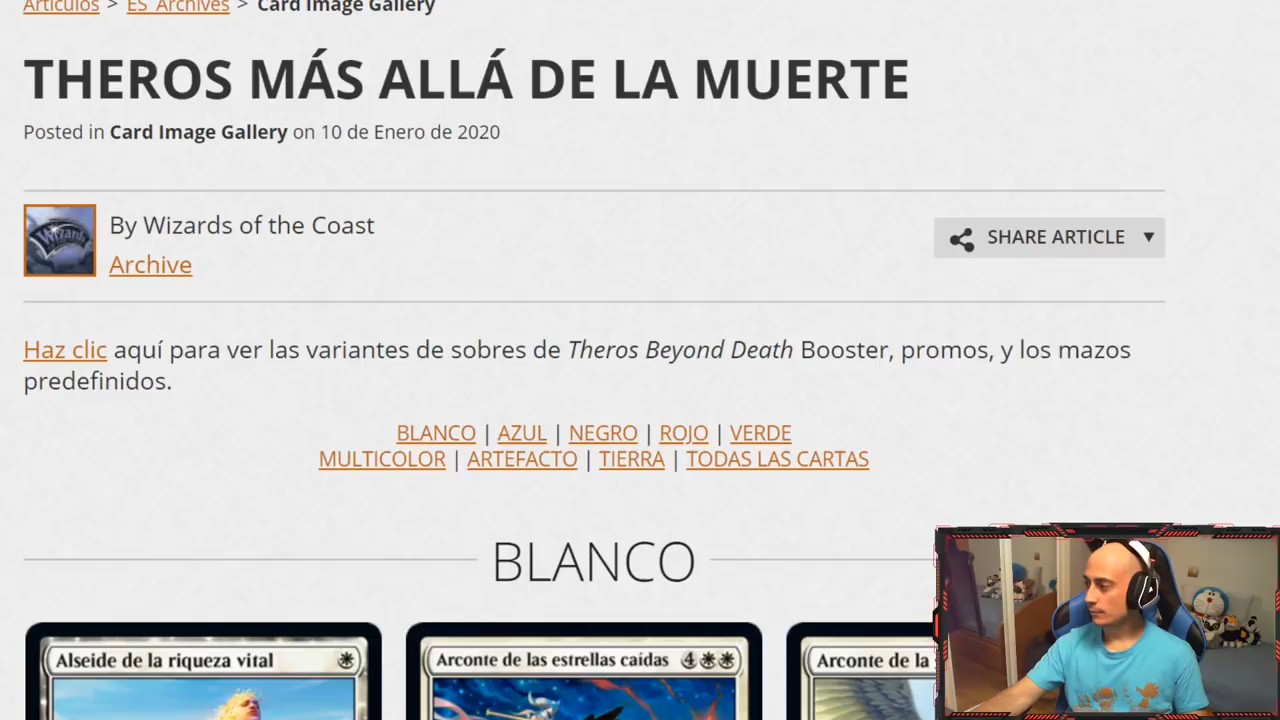 Artículos > ES_Archives > Card Image Gallery
THEROS MÁS ALLÁ DE LA MUERTE
Posted in Card Image Gallery on 10 de Enero de 2020
Wizards
By Wizards of the Coast
Archive
SHARE ARTICLE ▼
Haz clic aquí para ver las variantes de sobres de Theros Beyond Death Booster, promos, y los mazos
predefinidos.
BLANCO | AZUL | NEGRO | ROJO | VERDE
MULTICOLOR | ARTEFACTO | TIERRA | TODAS LAS CARTAS
BLANCO
Alseide de la riqueza vital
Arconte de las estrellas caídas 4
Arconte de la